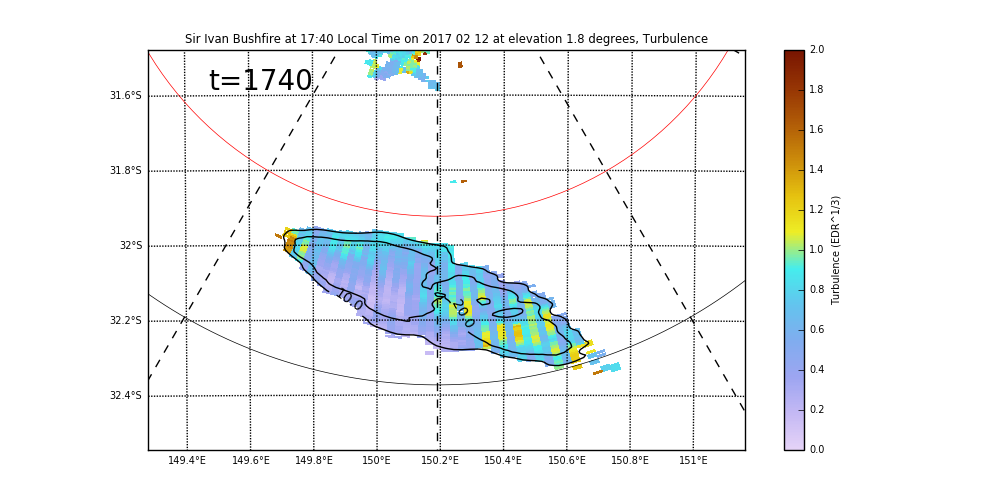 Sir Ivan Bushfire at 17:40 Local Time on 2017 02 12 at elevation 1.8 degrees, Turbulence
t=1740
31.6°S
31.8°S
32°S
32.2°S
32.4°S
149.4°E 149.6°E 149.8°E 150°E 150.2°E 150.4°E 150.6°E 150.8°E 151°E
10.0
2.0
1.8
1.6
1.4
1.2
1.0
0.8
0.6
0.4
0.2
0.0
Turbulence (EDR^1/3)